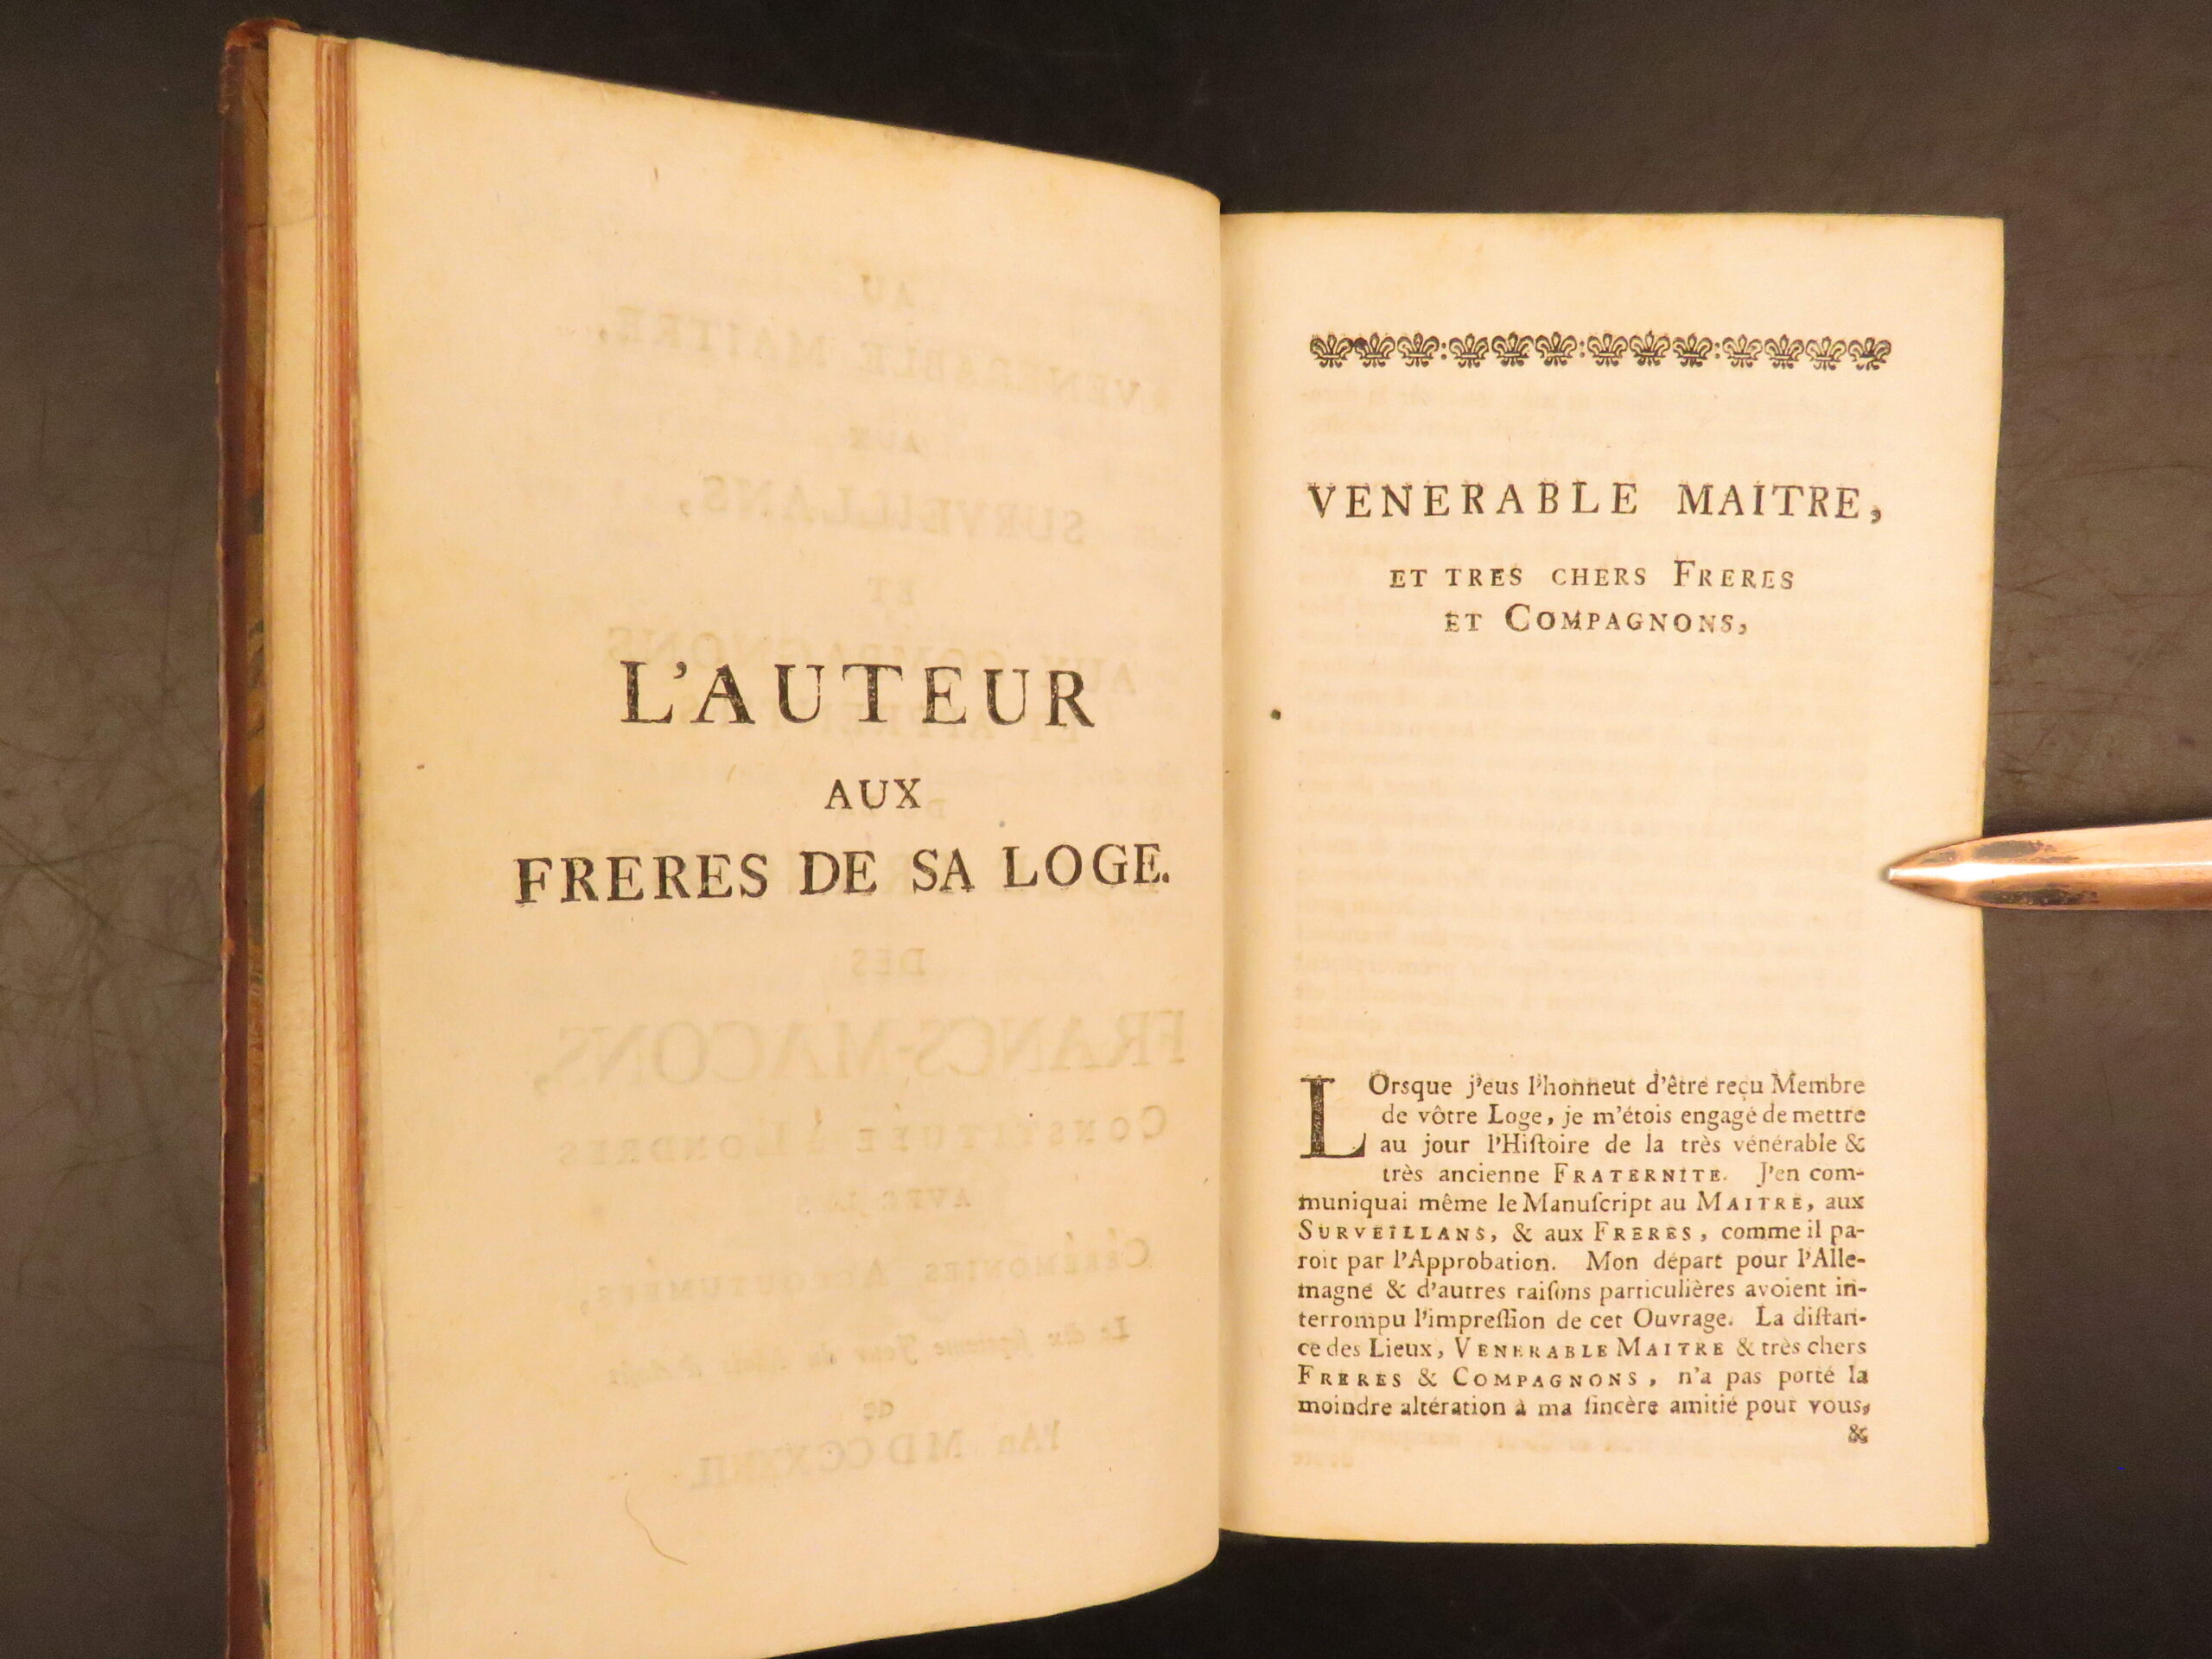 L'AUTEUR
AUX
FRERES DE SA LOGE.
VENERABLE MAITRE,
ET TRES CHERS FRERES
ET COMPAGNONS,
LOrsque j'eus l'honneut d'être reçu Membre
de vôtre Loge, je m'étois engagé de mettre
au jour l'Hiſtoire de la très vénérable &
très ancienne FRATERNITE. J'en com-
muniquai même le Manuſcript au MAITRE, aux
SURVEILLANS, & aux FRERES, comme il pa-
roit par l'Approbation. Mon départ pour l'Alle-
magne & d'autres raiſons particulières avoient in-
terrompu l'impreſſion de cet Ouvrage. La diſtan-
ce des Lieux, VENERABLE MAITRE & très chers
FRERES & COMPAGNONS, n'a pas porté la
moindre altération à ma ſincère amitié pour vous,
&